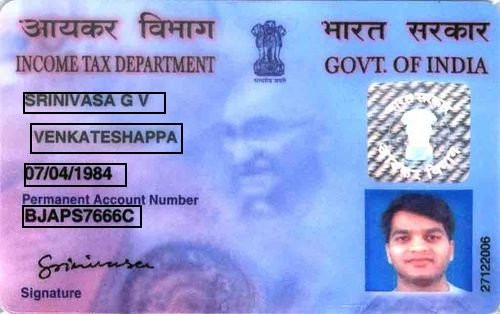 आयकर विभाग
भारत सरकार
INCOME TAX DEPARTMENT
GOVT. OF INDIA
SRINIVASA G V
VENKATESHAPPA
07/04/1984
Permanent Account Number
BJAPS7666C
Srinivasa
Signature
27122006